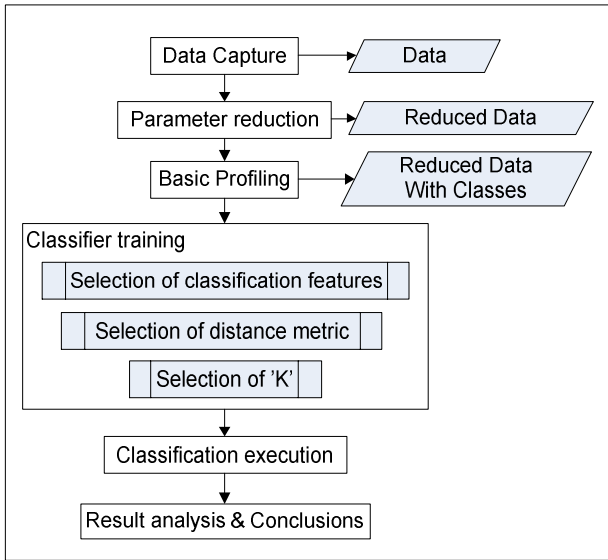 Data Capture
Data
Parameter reduction
Reduced Data
Basic Profiling
Reduced Data
With Classes
Classifier training
Selection of classification features
Selection of distance metric
Selection of 'K'
Classification execution
Result analysis & Conclusions